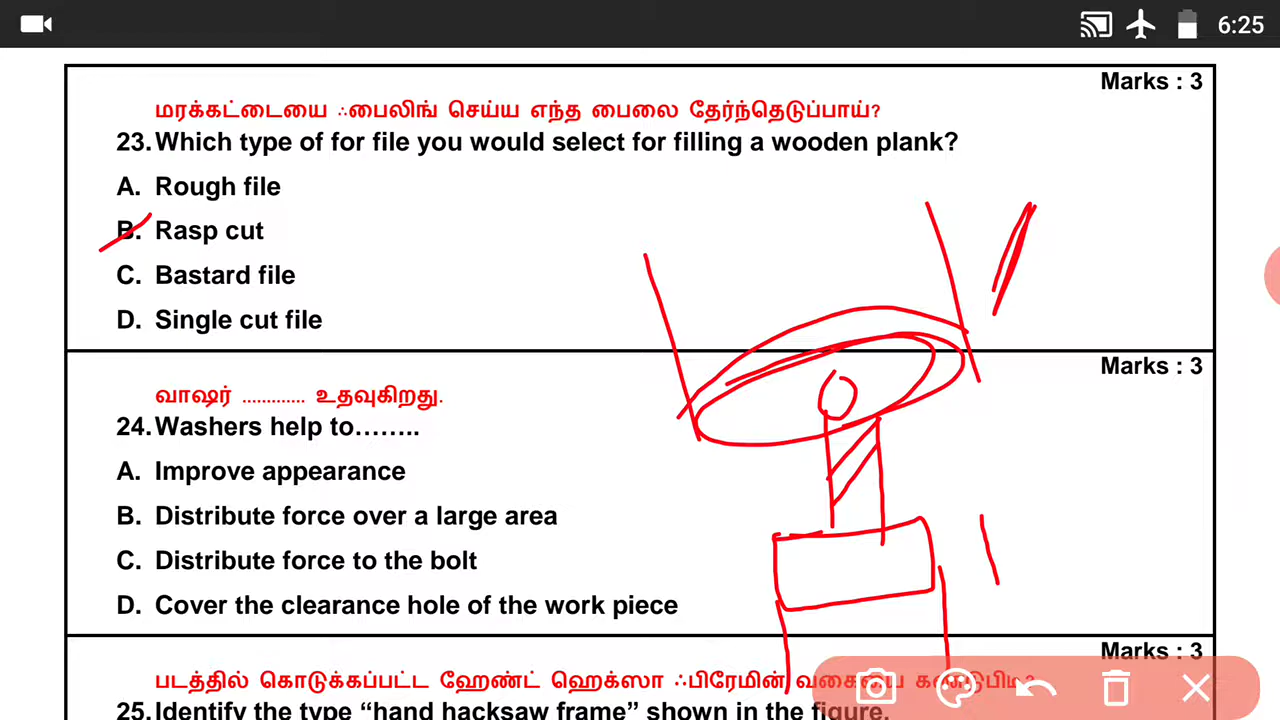 6:25
Marks : 3
மரக்கட்டையை ஃபைலிங் செய்ய எந்த பைலை தேர்ந்தெடுப்பாய்?
23. Which type of for file you would select for filling a wooden plank?
A. Rough file
B. Rasp cut
C. Bastard file
D. Single cut file
Marks : 3
வாஷர் ............. உதவுகிறது.
24. Washers help to……..
A. Improve appearance
B. Distribute force over a large area
C. Distribute force to the bolt
D. Cover the clearance hole of the work piece
Marks : 3
படத்தில் கொடுக்கப்பட்ட ஹேண்ட் ஹெக்ஸா ஃபிரேமின் வகையை கண்டுபிடி?
25. Identify the type “hand hacksaw frame” shown in the figure.